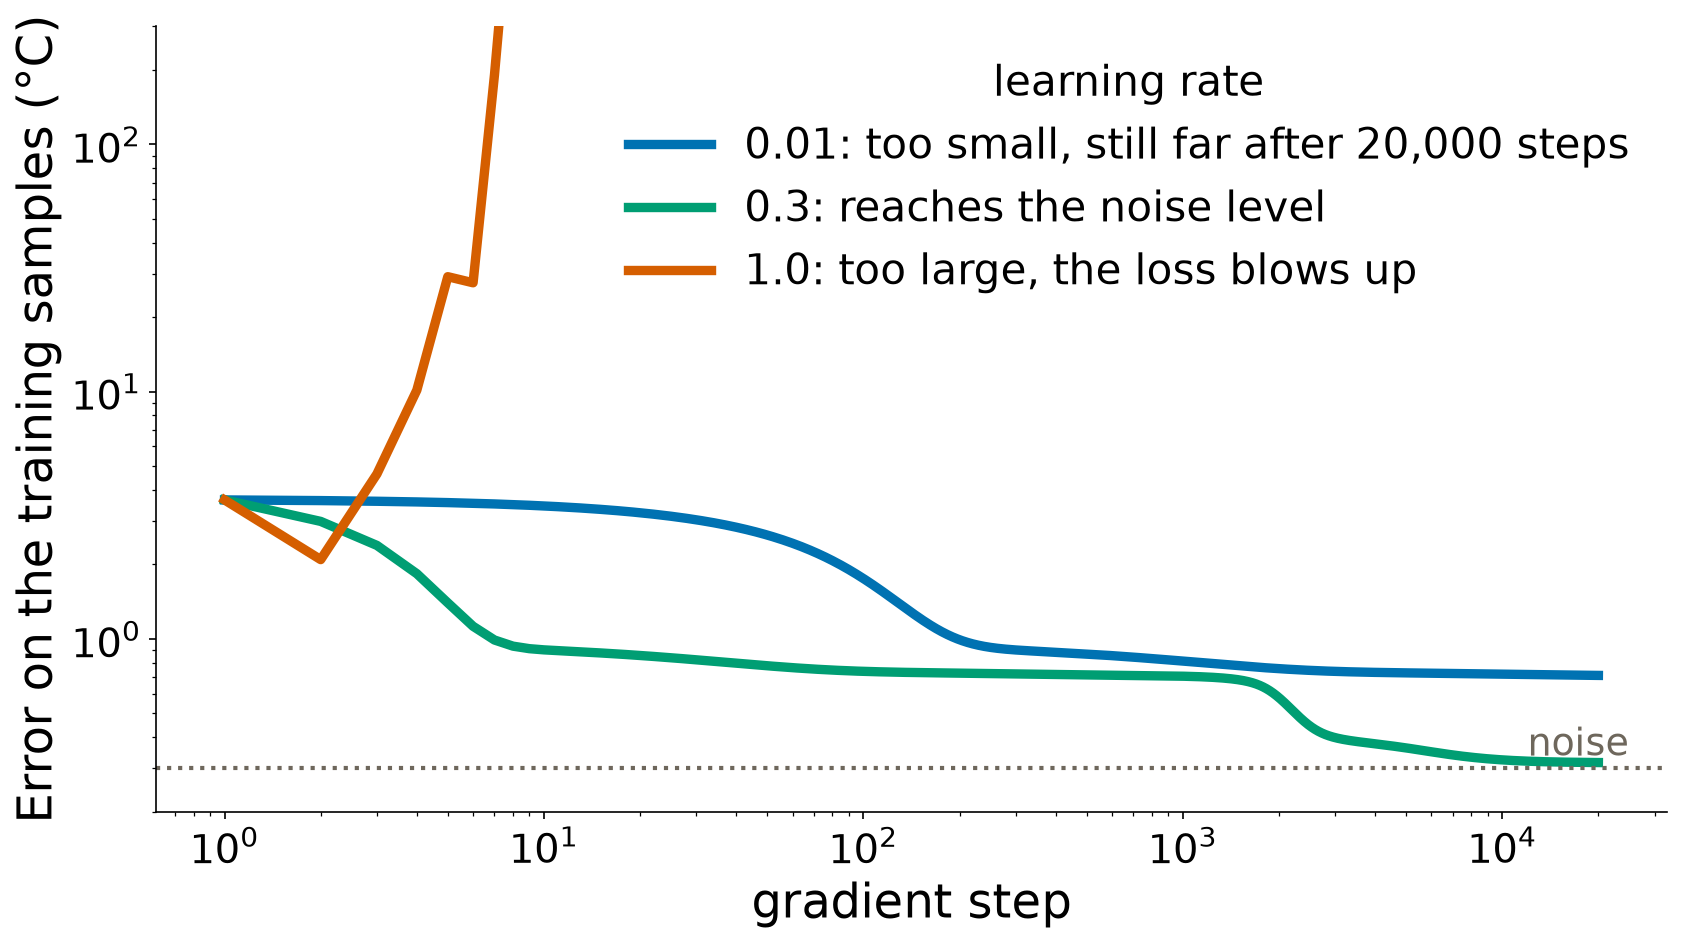 Error on the training samples (°C)
10²
10¹
10⁰
learning rate
0.01: too small, still far after 20,000 steps
0.3: reaches the noise level
1.0: too large, the loss blows up
noise
10⁰ 10¹ 10² 10³ 10⁴
gradient step